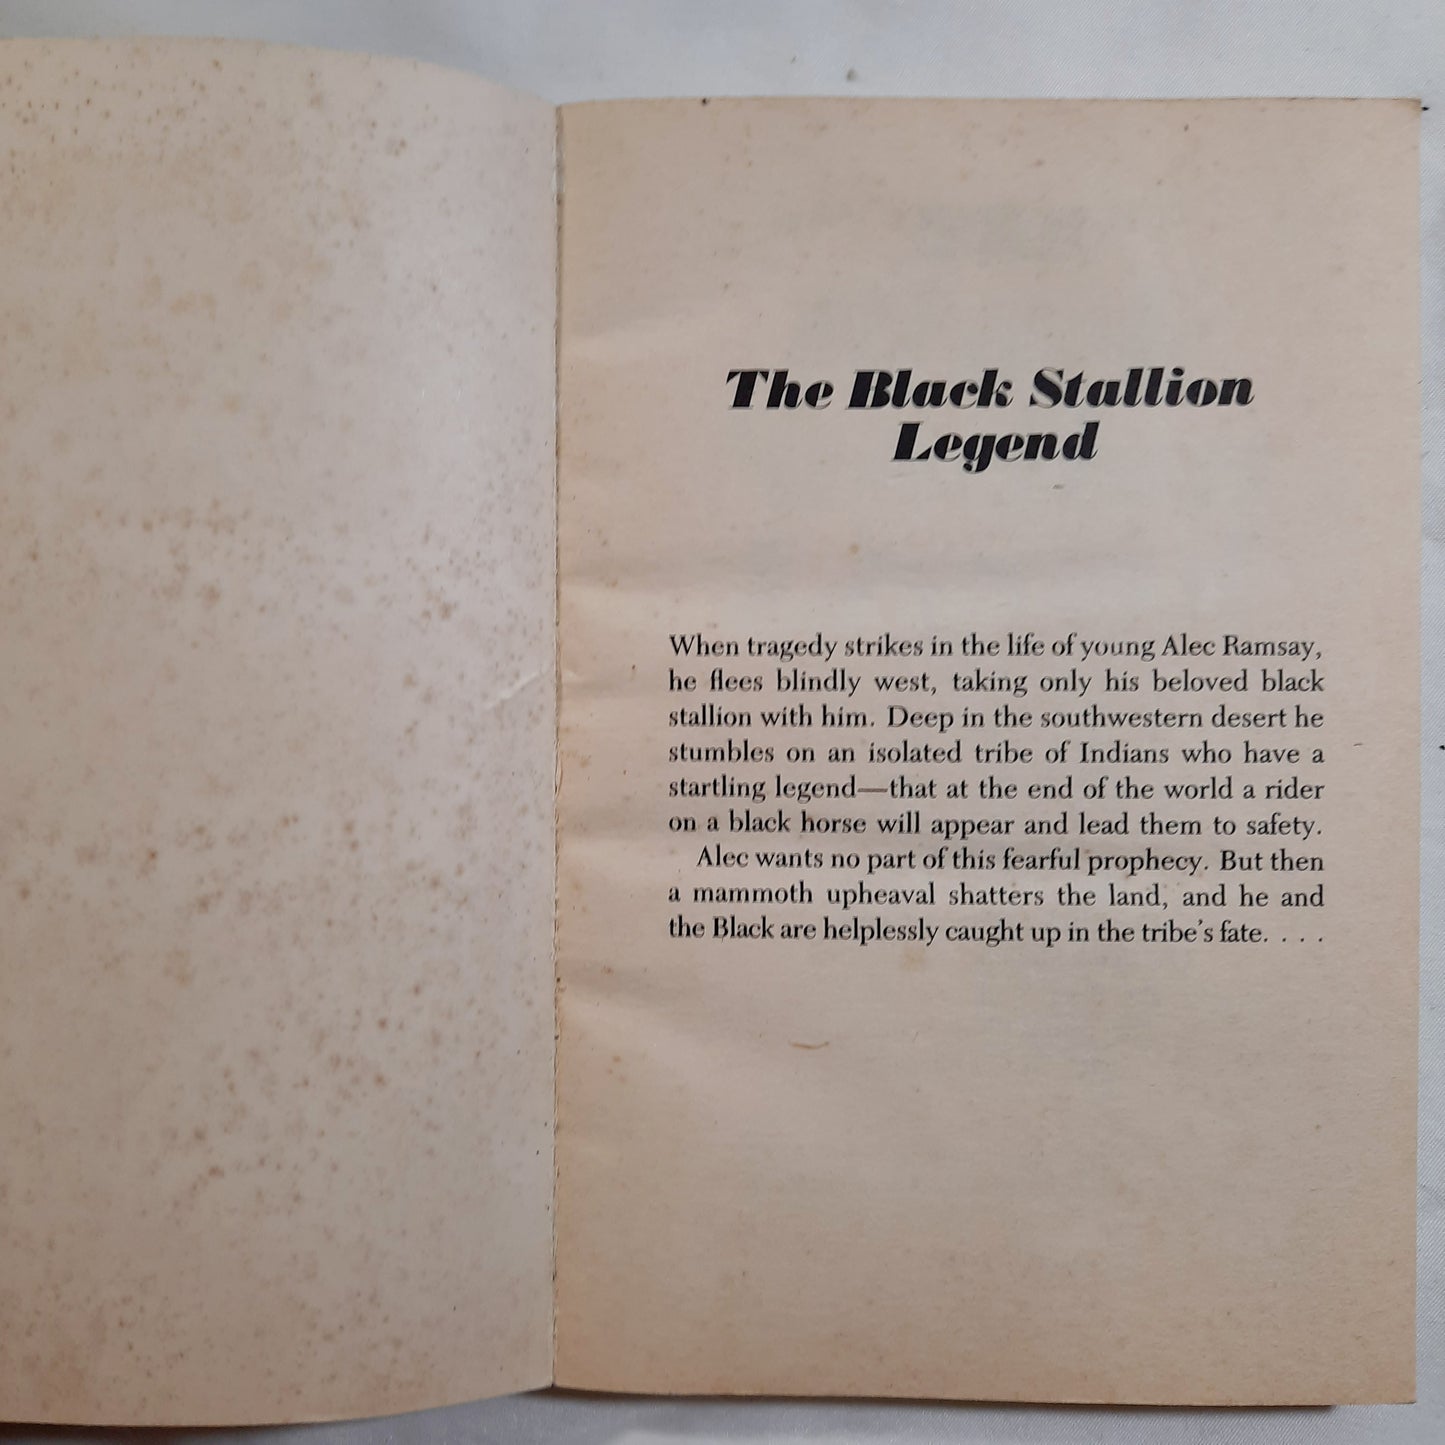 The Black Stallion
Legend
When tragedy strikes in the life of young Alec Ramsay,
he flees blindly west, taking only his beloved black
stallion with him. Deep in the southwestern desert he
stumbles on an isolated tribe of Indians who have a
startling legend—that at the end of the world a rider
on a black horse will appear and lead them to safety.
Alec wants no part of this fearful prophecy. But then
a mammoth upheaval shatters the land, and he and
the Black are helplessly caught up in the tribe's fate. . . .